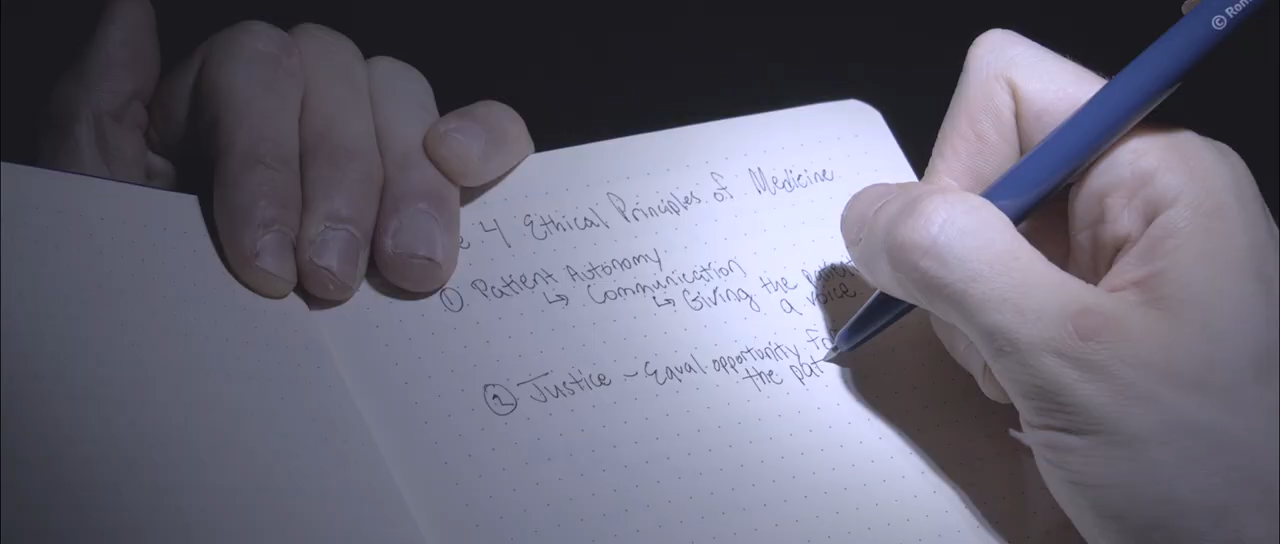 © Ron
4 Ethical Principles of Medicine
① Patient Autonomy
↳ Communication
↳ Giving the patient
a voice
② Justice - Equal opportunity for
the pat